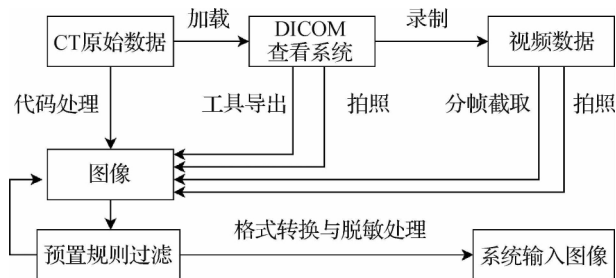 加载
DICOM
查看系统
录制
CT原始数据
视频数据
代码处理
工具导出
拍照
分帧截取
拍照
图像
格式转换与脱敏处理
预置规则过滤
系统输入图像